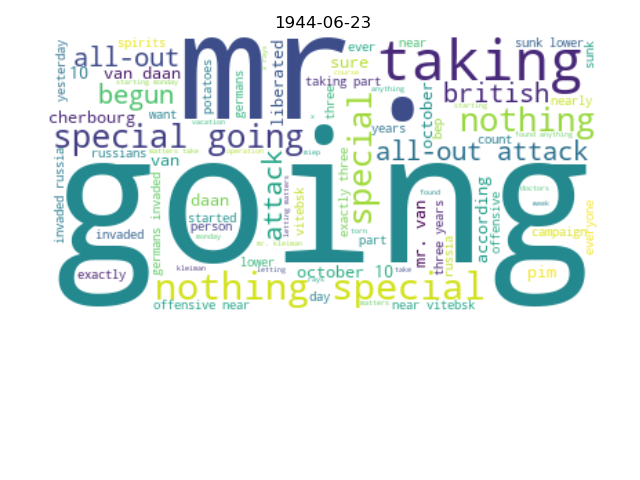 1944-06-23
mr.
going
taking
nothing special
special going
all-out attack
british
nothing
begun
all-out
special
attack
cherbourg,
van daan
10
yesterday
spirits
potatoes
germans
liberated
ever
sure
near
sunk lower
sunk
taking part
three
anything
october
bep
nearly
years
want
vacation
russians
van
count
exactly three
invaded russia
germans invaded
daan
started
person
monday
invaded
exactly
kleiman
lower
letting
october 10
day
offensive near
near vitebsk
vitebsk
letting matters
mr. kleiman
torn
part
mr. van
three years
russia
according
offensive
found
doctors
week
campaign
everyone
pim
take
matters
matters take
operation
miep
x
course
starting
starting monday
found anything